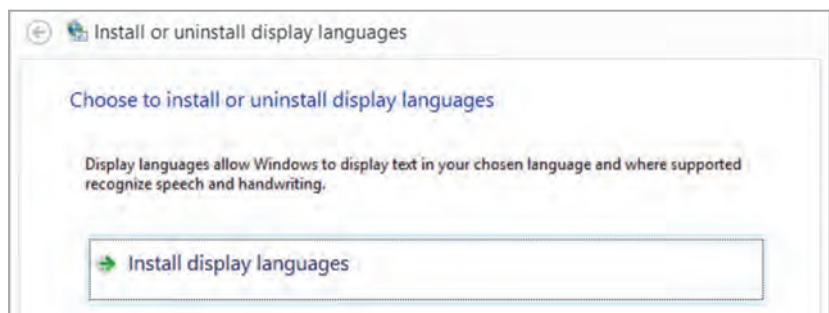 Install or uninstall display languages
Choose to install or uninstall display languages
Display languages allow Windows to display text in your chosen language and where supported
recognize speech and handwriting.
Install display languages